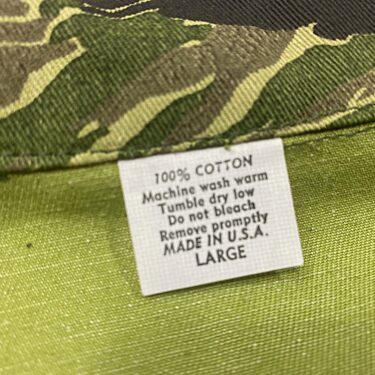 100% COTTON
Machine wash warm
Tumble dry low
Do not bleach
Remove promptly
MADE IN U.S.A.
LARGE